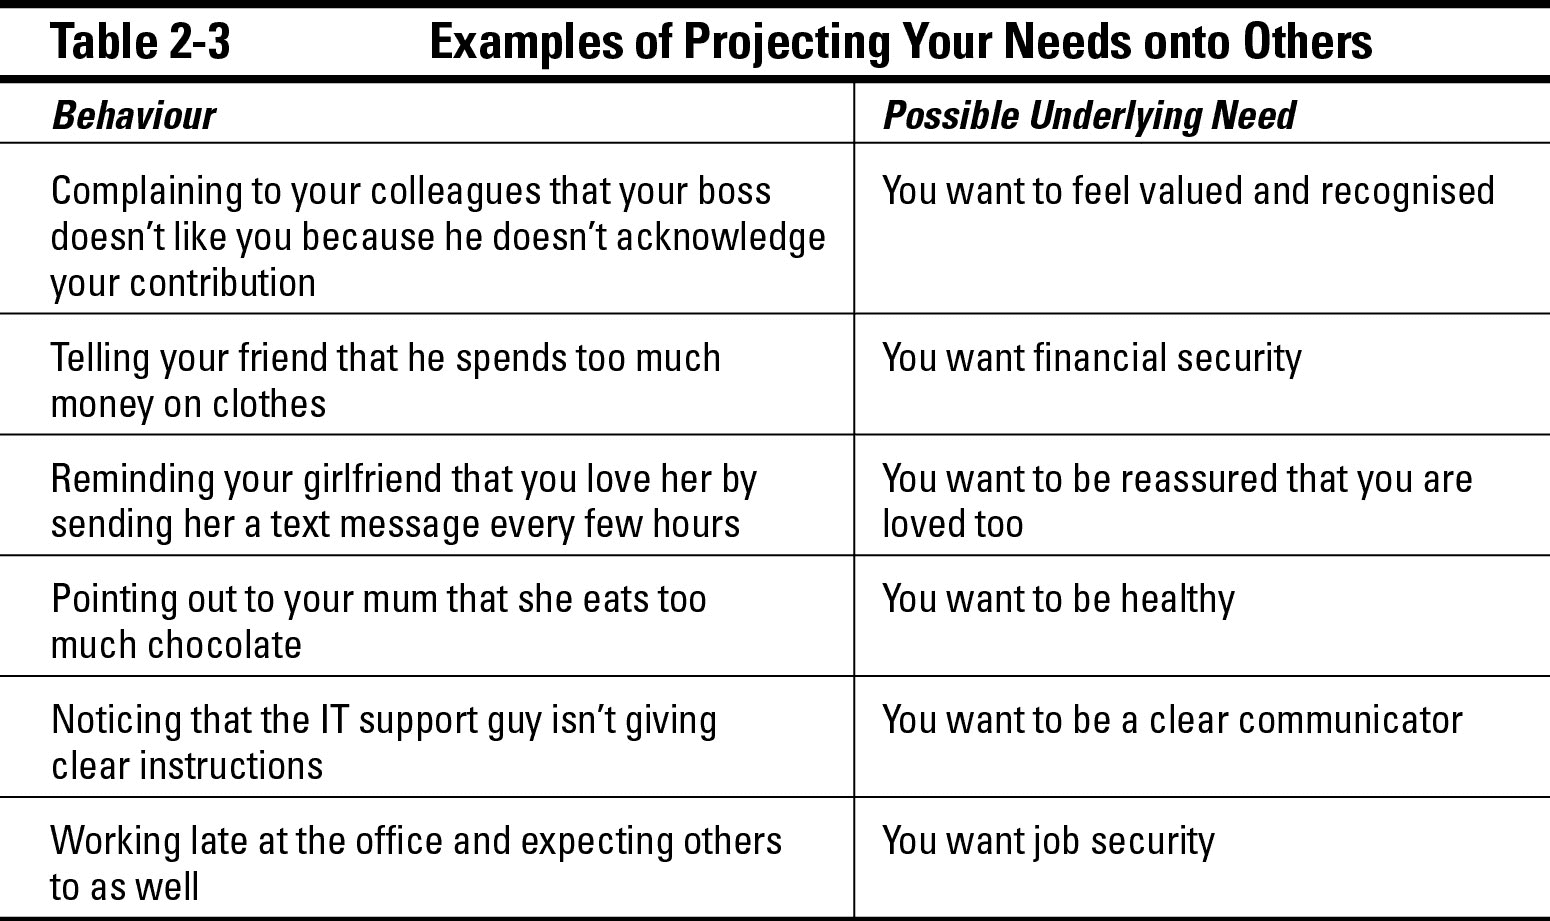 Table 2-3 Examples of Projecting Your Needs onto Others
Behaviour Possible Underlying Need
Complaining to your colleagues that your boss
doesn't like you because he doesn't acknowledge
your contribution
You want to feel valued and recognised
Telling your friend that he spends too much
money on clothes
You want financial security
Reminding your girlfriend that you love her by
sending her a text message every few hours
You want to be reassured that you are
loved too
Pointing out to your mum that she eats too
much chocolate
You want to be healthy
Noticing that the IT support guy isn't giving
clear instructions
You want to be a clear communicator
Working late at the office and expecting others
to as well
You want job security